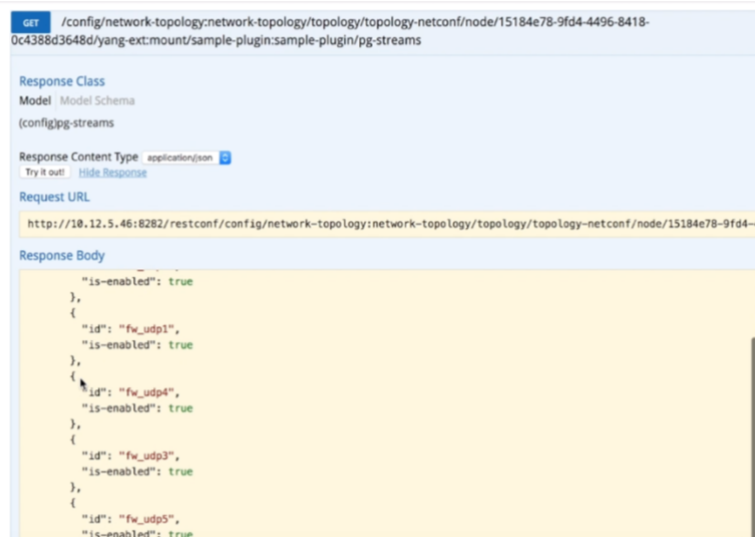 GET /config/network-topology:network-topology/topology/topology-netconf/node/15184e78-9fd4-4496-8418-
0c4388d3648d/yang-ext:mount/sample-plugin:sample-plugin/pg-streams
Response Class
Model Model Schema
(config)pg-streams
Response Content Type application/json
Try it out! Hide Response
Request URL
http://10.12.5.46:8282/restconf/config/network-topology:network-topology/topology/topology-netconf/node/15184e78-9fd4-
Response Body
"is-enabled": true
},
{
"id": "fw_udp1",
"is-enabled": true
},
{
"id": "fw_udp4",
"is-enabled": true
},
{
"id": "fw_udp3",
"is-enabled": true
},
{
"id": "fw_udp5",
"is-enabled": true